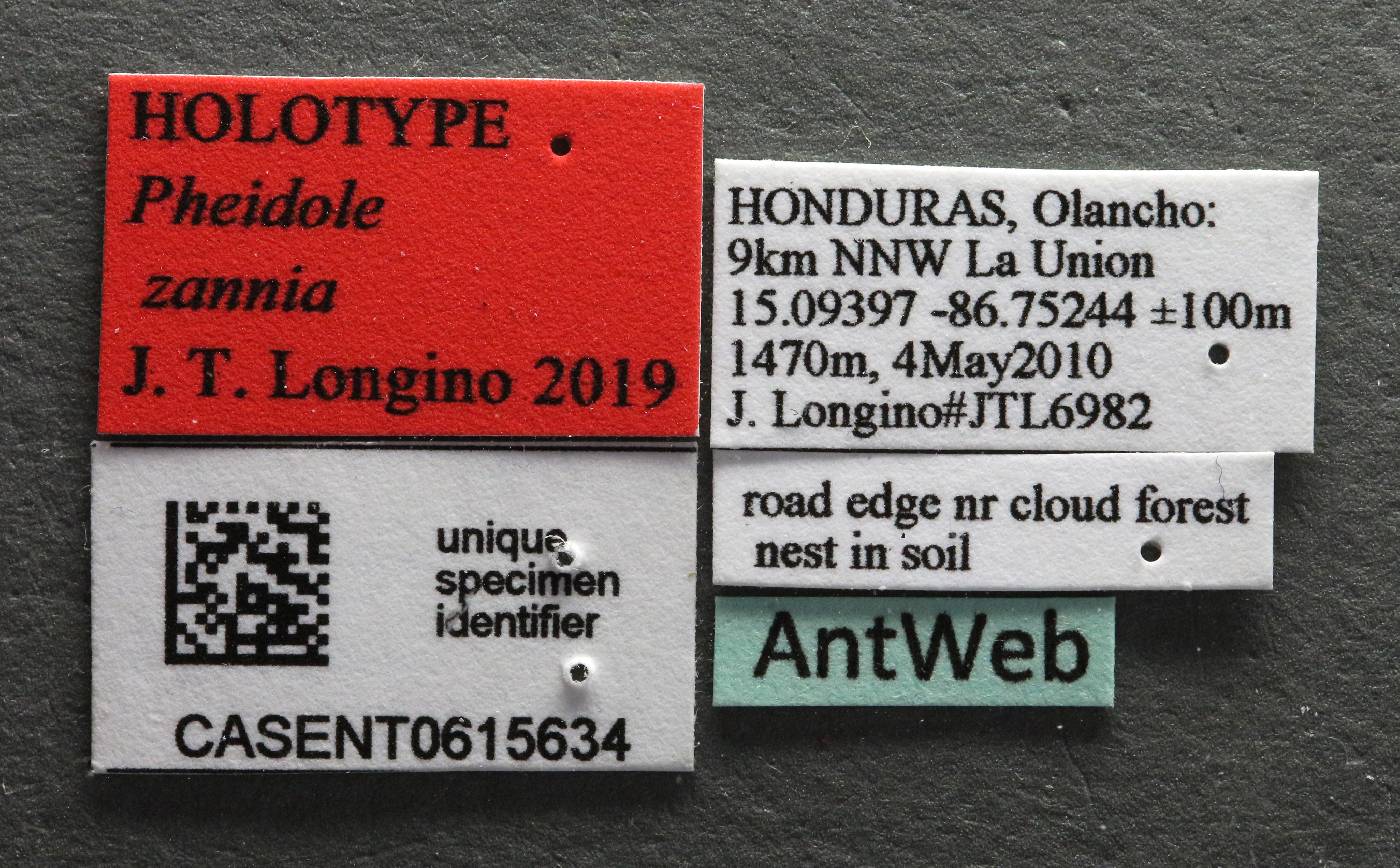 HOLOTYPE
Pheidole
zannia
J. T. Longino 2019
unique
specimen
identifier
CASENT0615634
HONDURAS, Olancho:
9km NNW La Union
15.09397 -86.75244 ±100m
1470m, 4May2010
J. Longino#JTL6982
road edge nr cloud forest
nest in soil
AntWeb